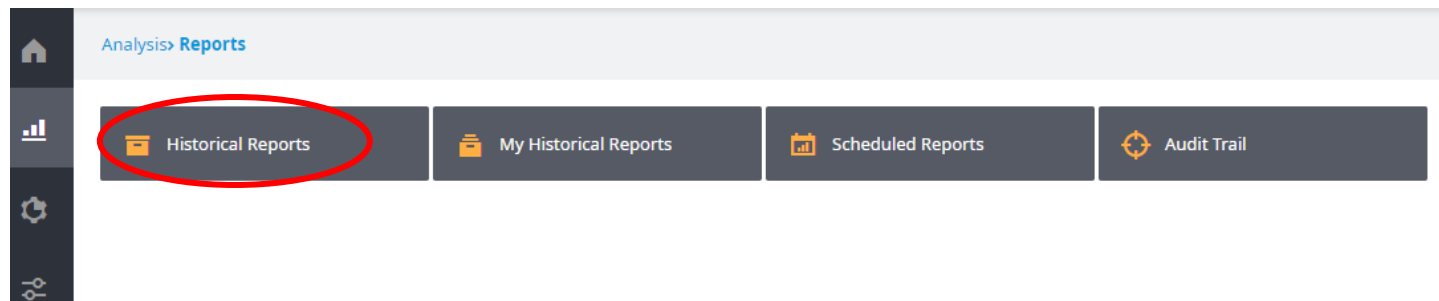 Analysis› Reports
Historical Reports
My Historical Reports
Scheduled Reports
Audit Trail